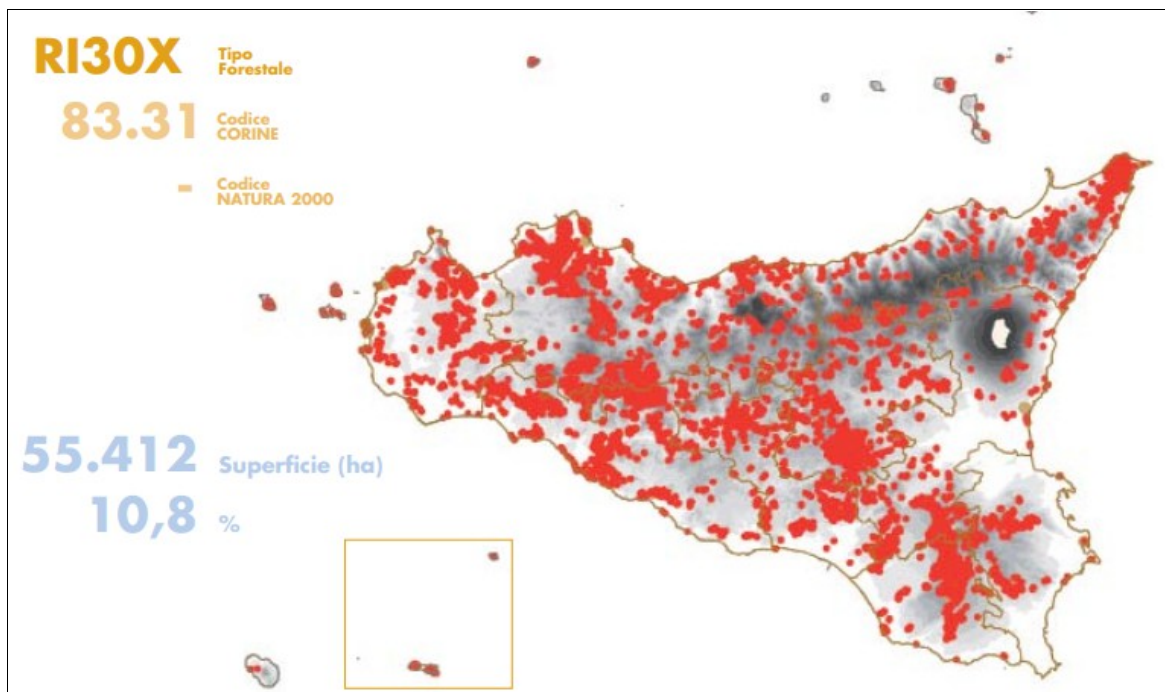 RI30X Tipo
Forestale
83.31 Codice
CORINE
- Codice
NATURA 2000
55.412 Superficie (ha)
10,8 %